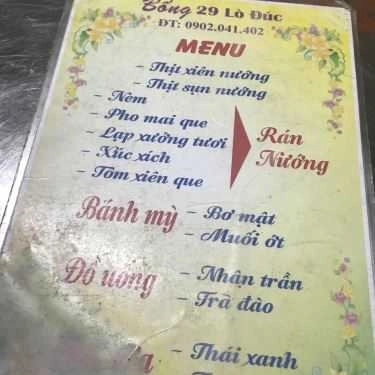 Bống 29 Lò Đúc
ĐT: 0902.041.402
MENU
- Thịt xiên nướng
- Thịt sụn nướng
- Nem
- Pho mai que
- Lạp xưởng tươi
- Xúc xích
- Tôm xiên que
Rán
Nướng
Bánh mỳ
- Bơ mật
- Muối ớt
Đồ uong
- Nhân trần
- Trà đào
- Thái xanh